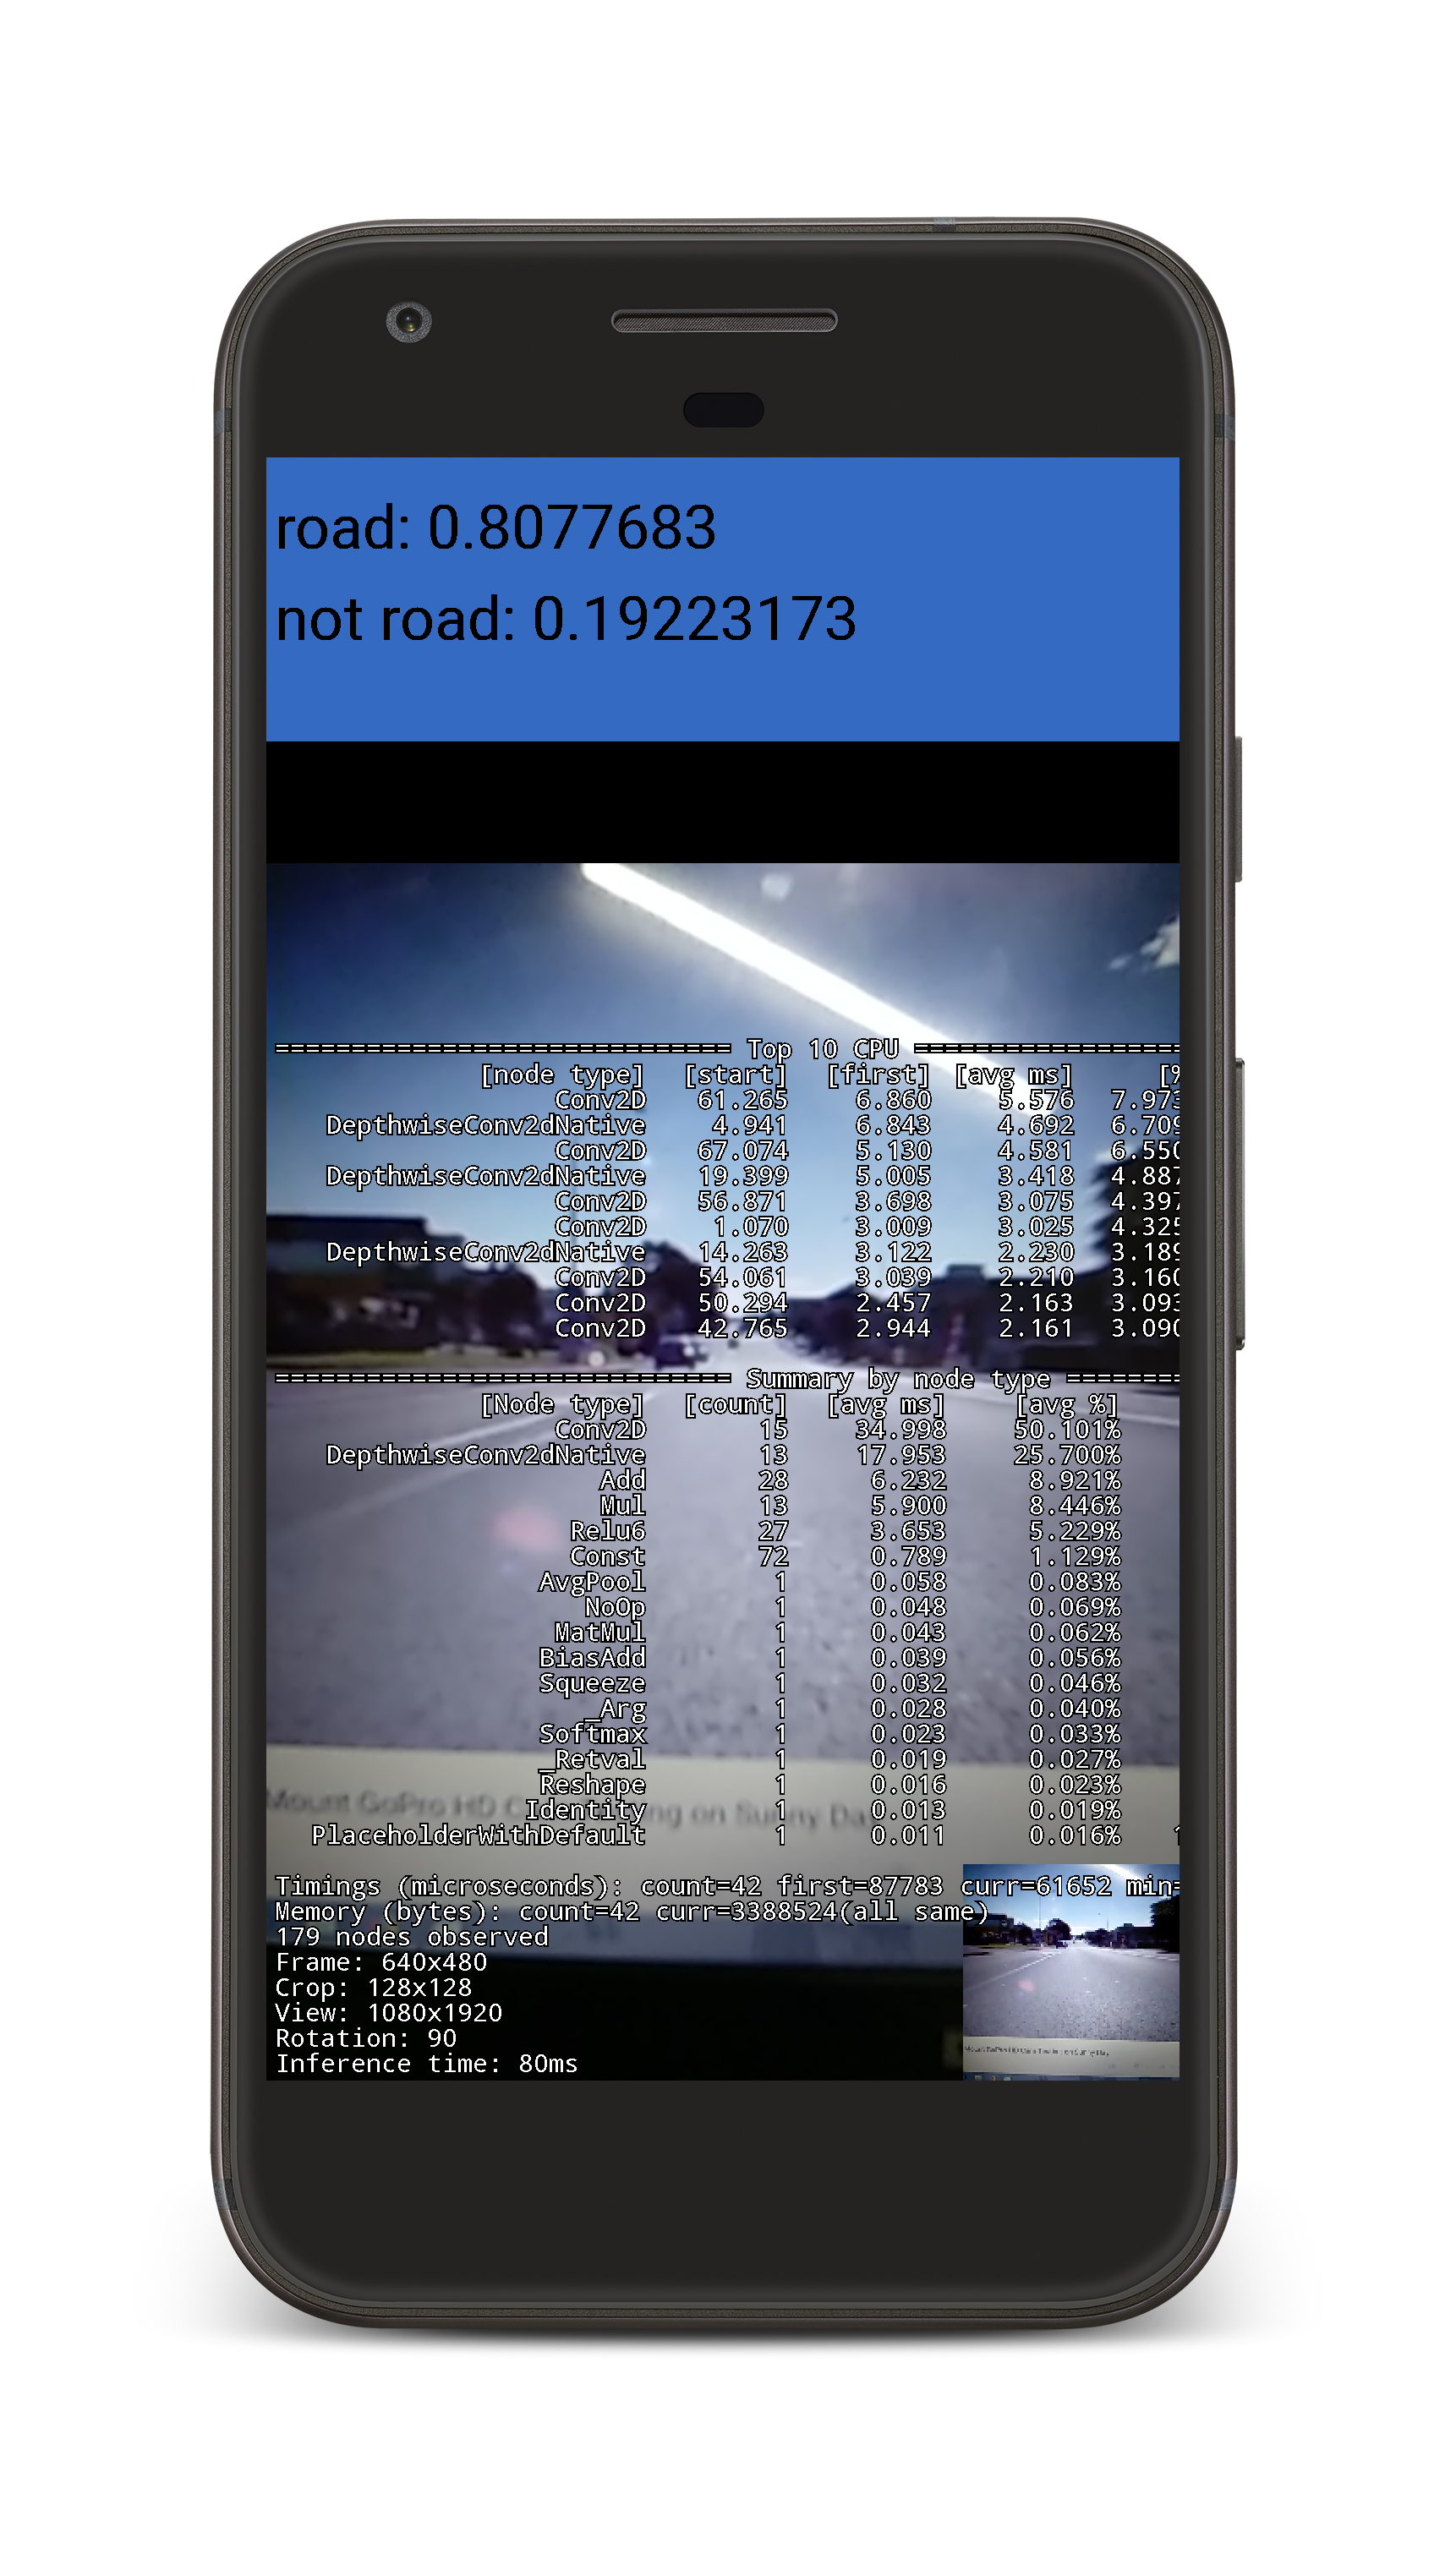 road: 0.8077683
not road: 0.19223173
============================== Top 10 CPU ==================
[node type] [start] [first] [avg ms] [%
Conv2D 61.265 6.860 5.576 7.973
DepthwiseConv2dNative 4.941 6.843 4.692 6.709
Conv2D 67.074 5.130 4.581 6.550
DepthwiseConv2dNative 19.399 5.005 3.418 4.887
Conv2D 56.871 3.698 3.075 4.397
Conv2D 1.070 3.009 3.025 4.325
DepthwiseConv2dNative 14.263 3.122 2.230 3.189
Conv2D 54.061 3.039 2.210 3.160
Conv2D 50.294 2.457 2.163 3.093
Conv2D 42.765 2.944 2.161 3.090
============================== Summary by node type ========
[Node type] [count] [avg ms] [avg %]
Conv2D 15 34.998 50.101%
DepthwiseConv2dNative 13 17.953 25.700%
Add 28 6.232 8.921%
Mul 13 5.900 8.446%
Relu6 27 3.653 5.229%
Const 72 0.789 1.129%
AvgPool 1 0.058 0.083%
NoOp 1 0.048 0.069%
MatMul 1 0.043 0.062%
BiasAdd 1 0.039 0.056%
Squeeze 1 0.032 0.046%
_Arg 1 0.028 0.040%
Softmax 1 0.023 0.033%
_Retval 1 0.019 0.027%
Reshape 1 0.016 0.023%
Mount GoPro HD on Sunny Day
Identity 1 0.013 0.019%
PlaceholderWithDefault 1 0.011 0.016% 1
Timings (microseconds): count=42 first=87783 curr=61652 min=
Memory (bytes): count=42 curr=3388524(all same)
179 nodes observed
Frame: 640x480
Crop: 128x128
View: 1080x1920
Rotation: 90
Inference time: 80ms